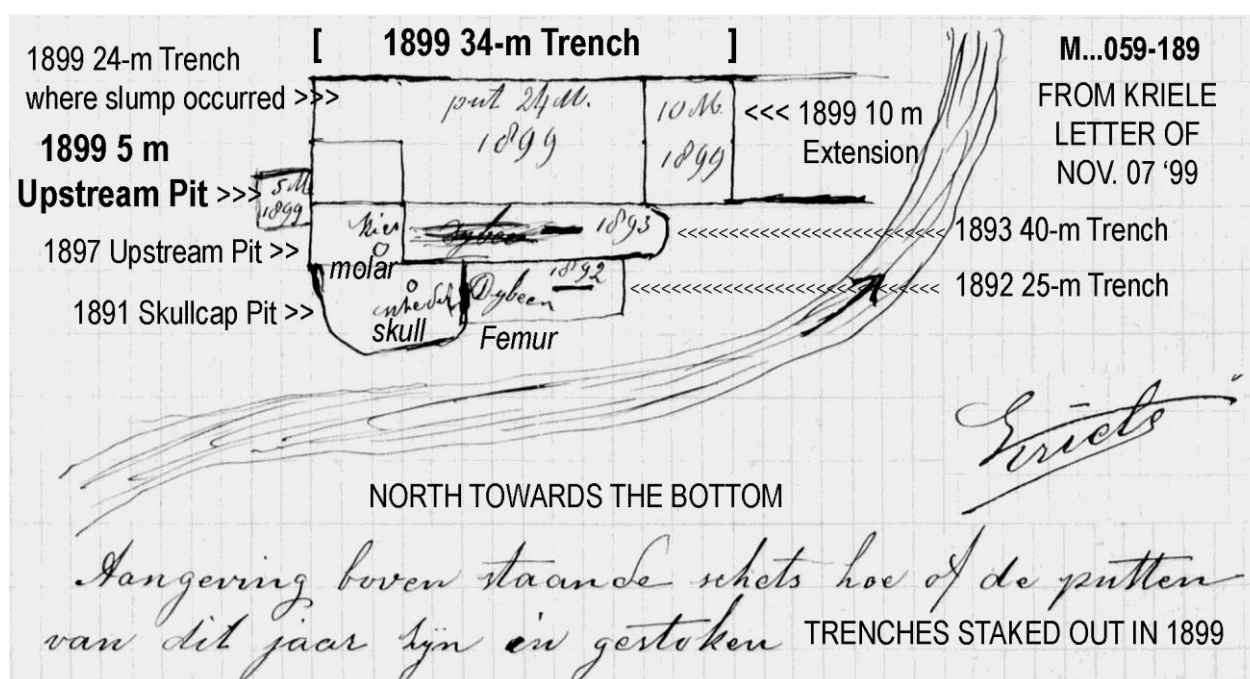 [ 1899 34-m Trench ]
1899 24-m Trench
where slump occurred >>>
put 24 M.
1899
10 M.
1899
<<< 1899 10 m
Extension
M...059-189
FROM KRIELE
LETTER OF
NOV. 07 ‘99
1899 5 m
Upstream Pit >>>
5 M
1899
1897 Upstream Pit >>
kies
molar
1893
<<<<<<<<<<<<<<<<<<<<<<<<< 1893 40-m Trench
1891 Skullcap Pit >>
skull
Dybeen
1892
Femur
<<<<<<<<<<<<<<<<<<<<<<<<<<<<< 1892 25-m Trench
Kriele
NORTH TOWARDS THE BOTTOM
Aangeving boven staande schets hoe of de putten
van dit jaar zyn in gestoken
TRENCHES STAKED OUT IN 1899